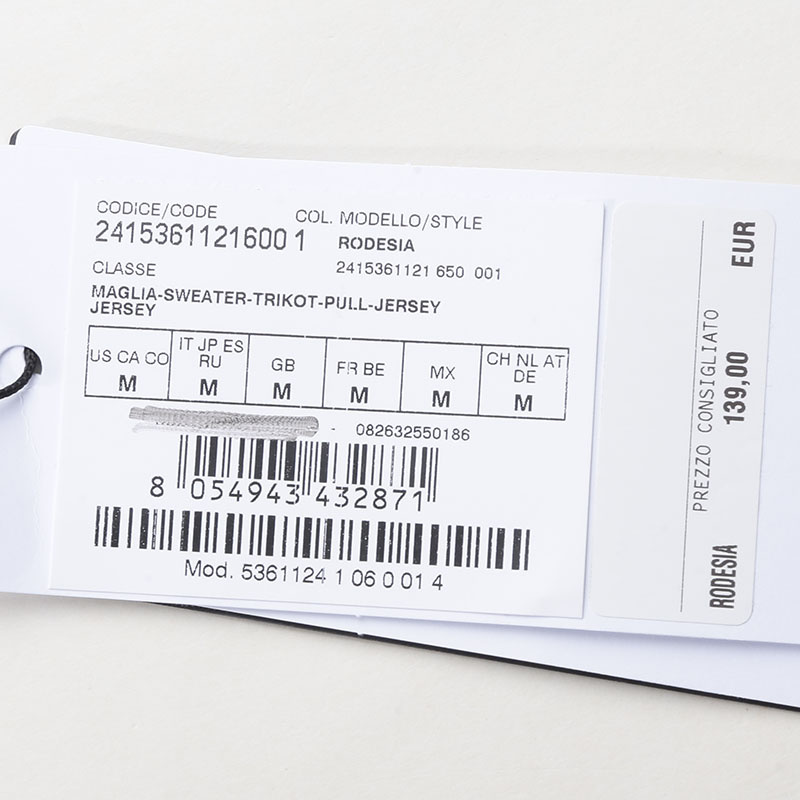 CODICE/CODE COL. MODELLO/STYLE
2415361121600 1 RODESIA
2415361121 650 001
CLASSE
MAGLIA-SWEATER-TRIKOT-PULL-JERSEY
JERSEY
US CA CO
M
IT JP ES RU
M
GB
M
FR BE
M
MX
M
CH NL AT DE
M
- 082632550186
8 054943 432871
Mod. 5361124 1 06 0 01 4
EUR
PREZZO CONSIGLIATO
139,00
RODESIA